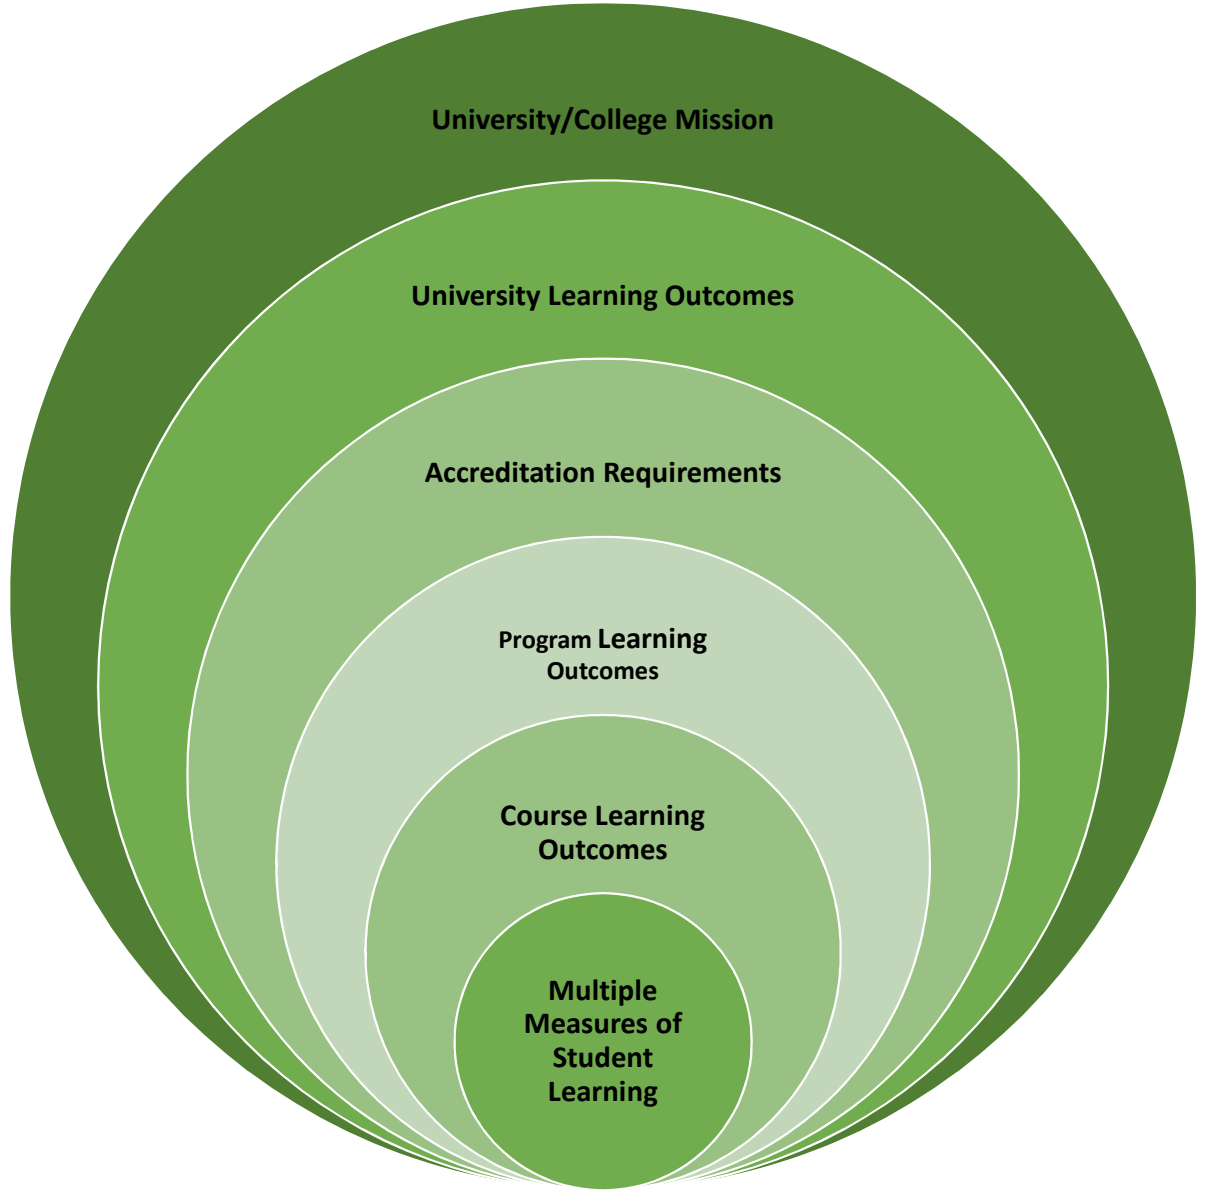 University/College Mission
University Learning Outcomes
Accreditation Requirements
Program Learning
Outcomes
Course Learning
Outcomes
Multiple
Measures of
Student
Learning